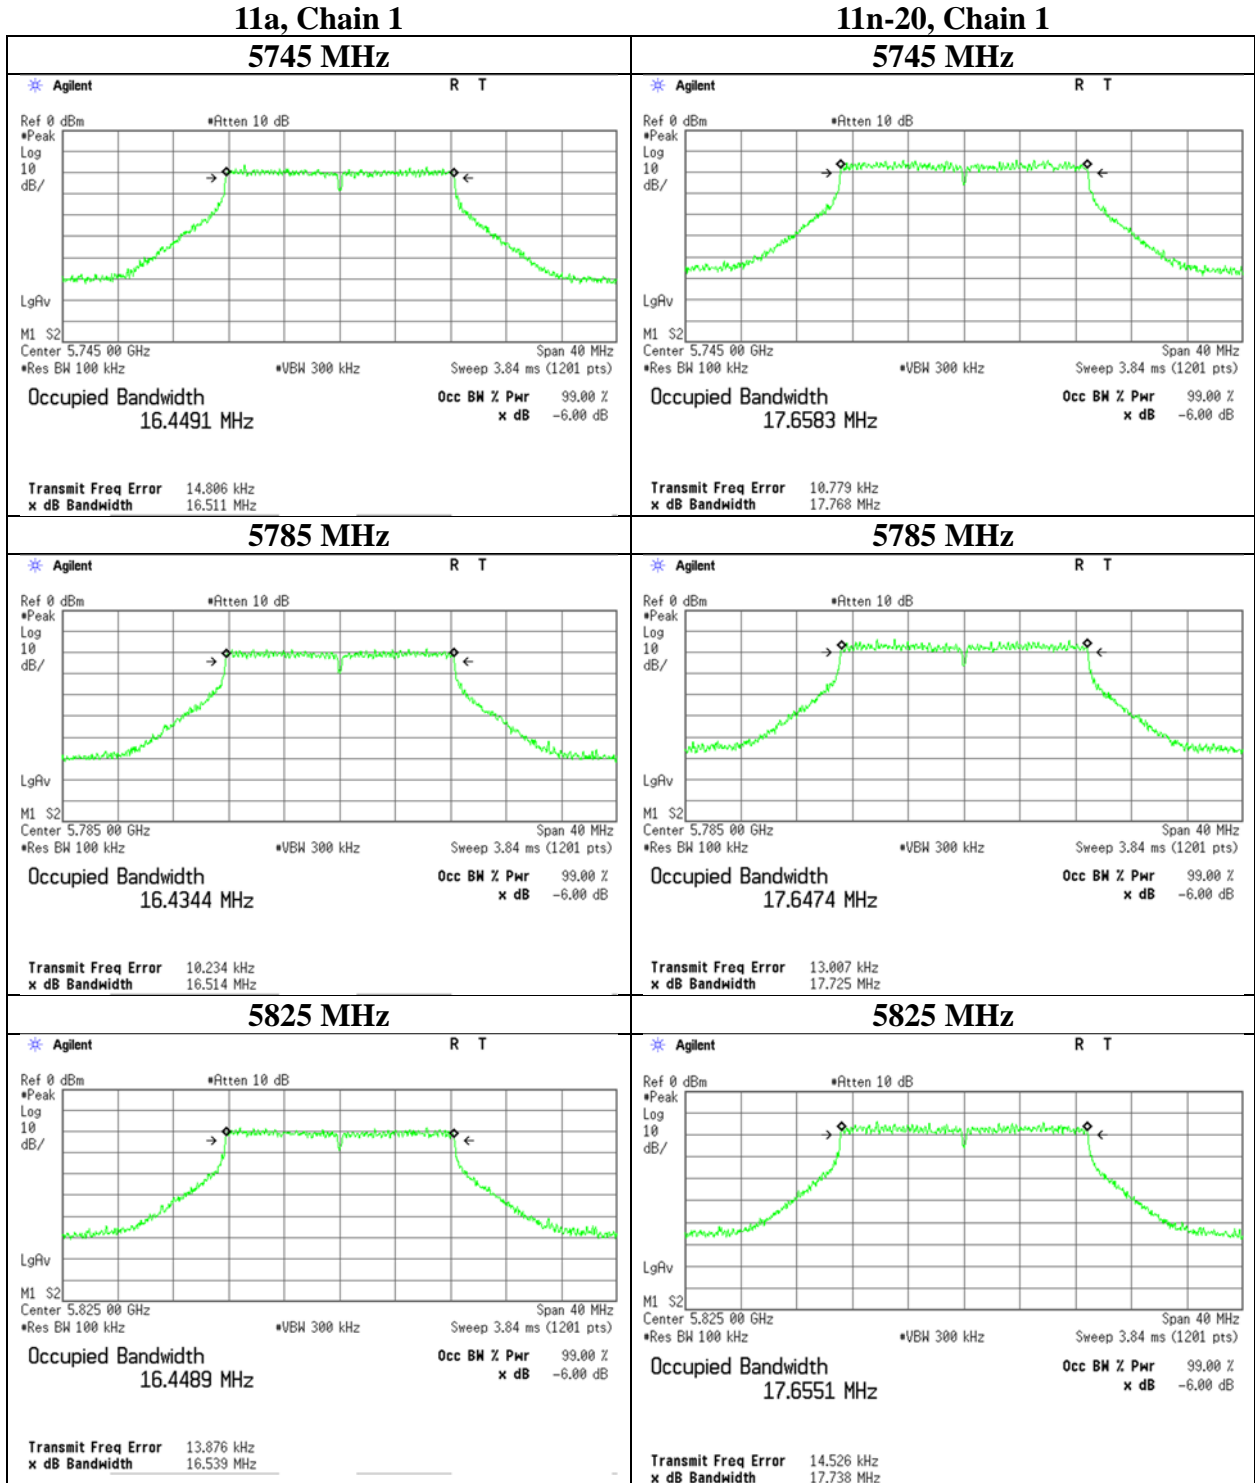 11a, Chain 1
11n-20, Chain 1
5745 MHz
Agilent R T
Ref 0 dBm *Atten 10 dB
*Peak
Log
10
dB/
LgAv
M1 S2
Center 5.745 00 GHz Span 40 MHz
*Res BW 100 kHz *VBW 300 kHz Sweep 3.84 ms (1201 pts)
Occupied Bandwidth Occ BW % Pwr 99.00 %
16.4491 MHz x dB -6.00 dB
Transmit Freq Error 14.806 kHz
x dB Bandwidth 16.511 MHz
5745 MHz
Agilent R T
Ref 0 dBm *Atten 10 dB
*Peak
Log
10
dB/
LgAv
M1 S2
Center 5.745 00 GHz Span 40 MHz
*Res BW 100 kHz *VBW 300 kHz Sweep 3.84 ms (1201 pts)
Occupied Bandwidth Occ BW % Pwr 99.00 %
17.6583 MHz x dB -6.00 dB
Transmit Freq Error 10.779 kHz
x dB Bandwidth 17.768 MHz
5785 MHz
Agilent R T
Ref 0 dBm *Atten 10 dB
*Peak
Log
10
dB/
LgAv
M1 S2
Center 5.785 00 GHz Span 40 MHz
*Res BW 100 kHz *VBW 300 kHz Sweep 3.84 ms (1201 pts)
Occupied Bandwidth Occ BW % Pwr 99.00 %
16.4344 MHz x dB -6.00 dB
Transmit Freq Error 10.234 kHz
x dB Bandwidth 16.514 MHz
5785 MHz
Agilent R T
Ref 0 dBm *Atten 10 dB
*Peak
Log
10
dB/
LgAv
M1 S2
Center 5.785 00 GHz Span 40 MHz
*Res BW 100 kHz *VBW 300 kHz Sweep 3.84 ms (1201 pts)
Occupied Bandwidth Occ BW % Pwr 99.00 %
17.6474 MHz x dB -6.00 dB
Transmit Freq Error 13.007 kHz
x dB Bandwidth 17.725 MHz
5825 MHz
Agilent R T
Ref 0 dBm *Atten 10 dB
*Peak
Log
10
dB/
LgAv
M1 S2
Center 5.825 00 GHz Span 40 MHz
*Res BW 100 kHz *VBW 300 kHz Sweep 3.84 ms (1201 pts)
Occupied Bandwidth Occ BW % Pwr 99.00 %
16.4489 MHz x dB -6.00 dB
Transmit Freq Error 13.876 kHz
x dB Bandwidth 16.539 MHz
5825 MHz
Agilent R T
Ref 0 dBm *Atten 10 dB
*Peak
Log
10
dB/
LgAv
M1 S2
Center 5.825 00 GHz Span 40 MHz
*Res BW 100 kHz *VBW 300 kHz Sweep 3.84 ms (1201 pts)
Occupied Bandwidth Occ BW % Pwr 99.00 %
17.6551 MHz x dB -6.00 dB
Transmit Freq Error 14.526 kHz
x dB Bandwidth 17.738 MHz